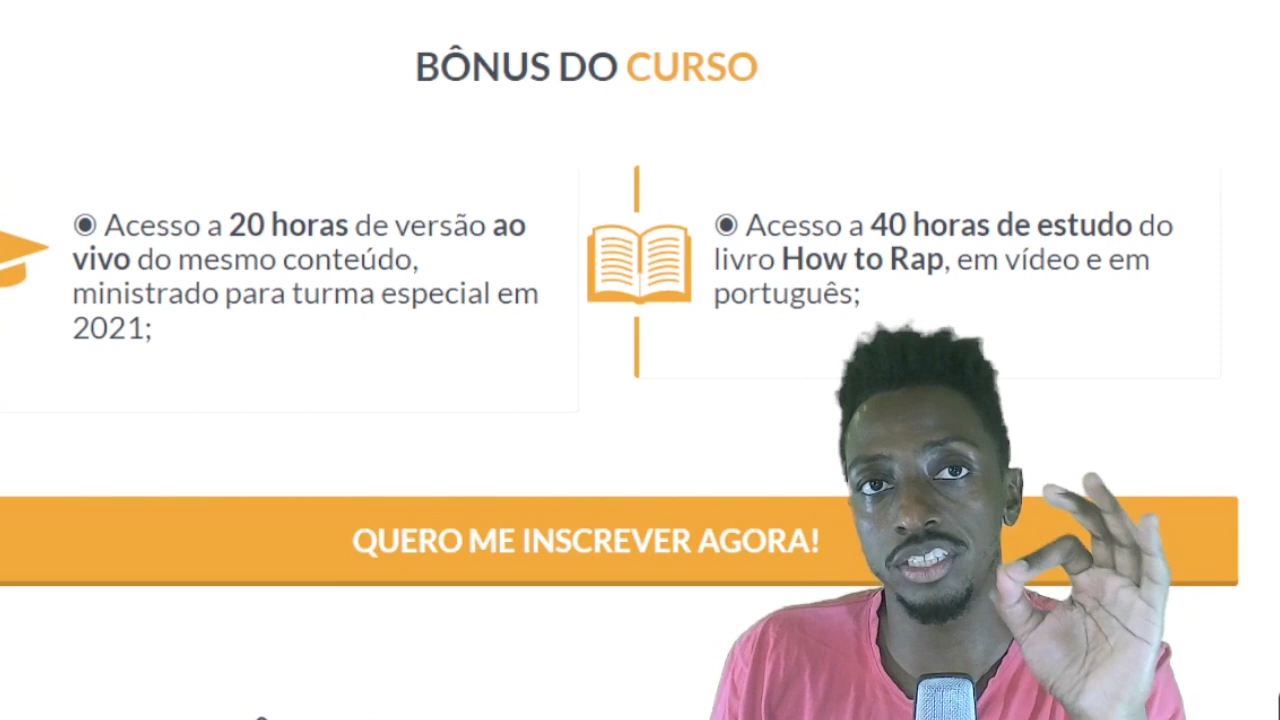 BÔNUS DO CURSO
◉ Acesso a 20 horas de versão ao
vivo do mesmo conteúdo,
ministrado para turma especial em
2021;
◉ Acesso a 40 horas de estudo do
livro How to Rap, em vídeo e em
português;
QUERO ME INSCREVER AGORA!